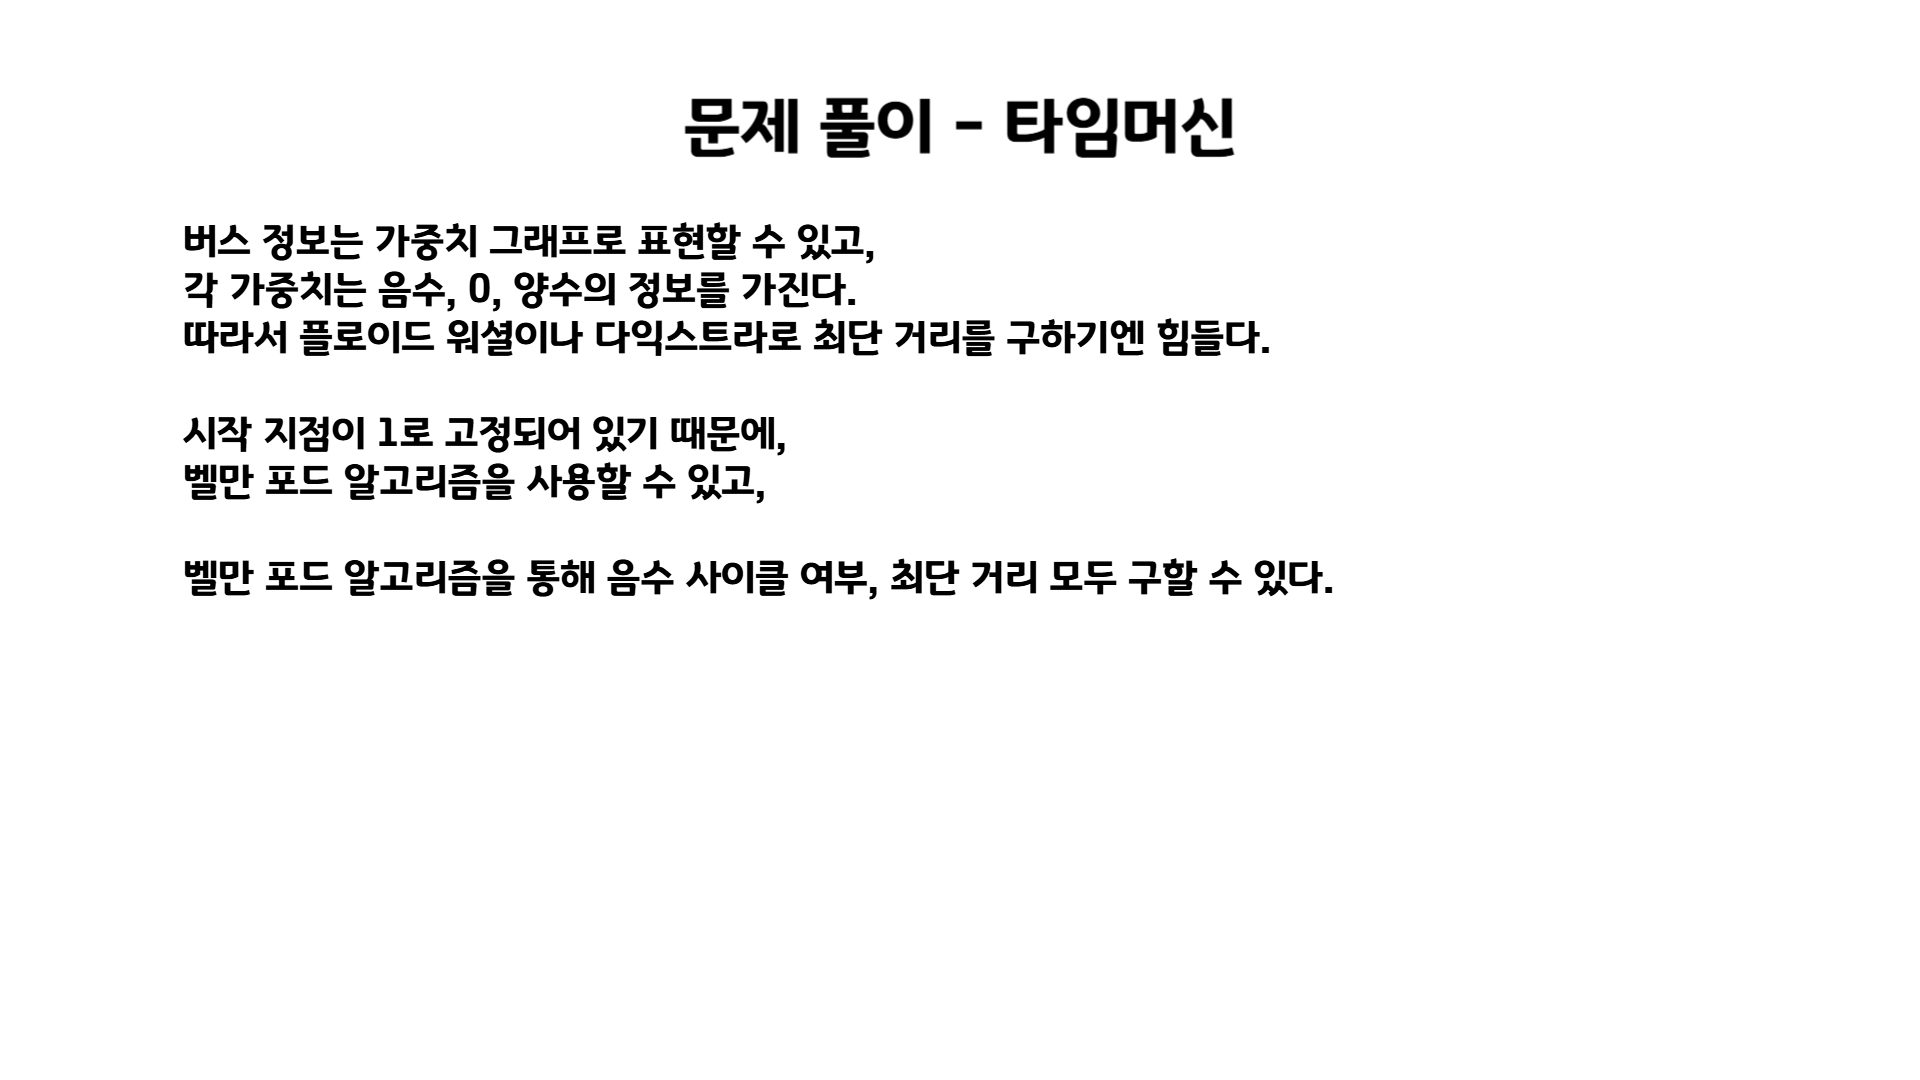 문제 풀이 - 타임머신
버스 정보는 가중치 그래프로 표현할 수 있고,
각 가중치는 음수, 0, 양수의 정보를 가진다.
따라서 플로이드 워셜이나 다익스트라로 최단 거리를 구하기엔 힘들다.
시작 지점이 1로 고정되어 있기 때문에,
벨만 포드 알고리즘을 사용할 수 있고,
벨만 포드 알고리즘을 통해 음수 사이클 여부, 최단 거리 모두 구할 수 있다.